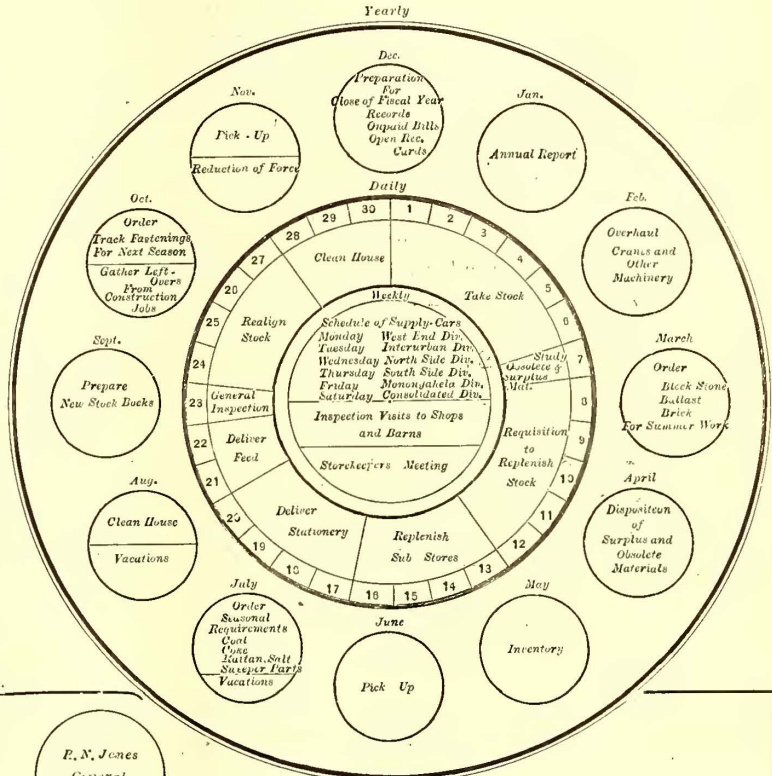 Yearly
Dec.
Preparation
For
Close of Fiscal Year
Records
Unpaid Bills
Open Rec.
Cards
Jan.
Annual Report
Feb.
Overhaul
Cranes and
Other
Machinery
March
Order
Block Stone
Ballast
Brick
For Summer Work
April
Disposition
of
Surplus and
Obsolete
Materials
May
Inventory
June
Pick Up
July
Order
Seasonal
Requirements
Coal
Coke
Rattan, Salt
Sweeper Parts
Vacations
Aug.
Clean House
Vacations
Sept.
Prepare
New Stock Books
Oct.
Order
Track Fastenings
For Next Season
Gather Left-
Overs
From
Construction
Jobs
Nov.
Pick-Up
Reduction of Force
Daily
1
2
3
4
5
6
7
8
9
10
11
12
13
14
15
16
17
18
19
20
21
22
23
24
25
26
27
28
29
30
Take Stock
Study
Obsolete &
Surplus
Mat.
Requisition
to
Replenish
Stock
Replenish
Sub Stores
Deliver
Stationery
Deliver
Feed
General
Inspection
Realign
Stock
Clean House
Weekly
Schedule of Supply-Cars
Monday West End Div.
Tuesday Interurban Div.
Wednesday North Side Div.
Thursday South Side Div.
Friday Monongahela Div.
Saturday Consolidated Div.
Inspection Visits to Shops
and Barns
Storekeepers Meeting
P. N. Jones
General